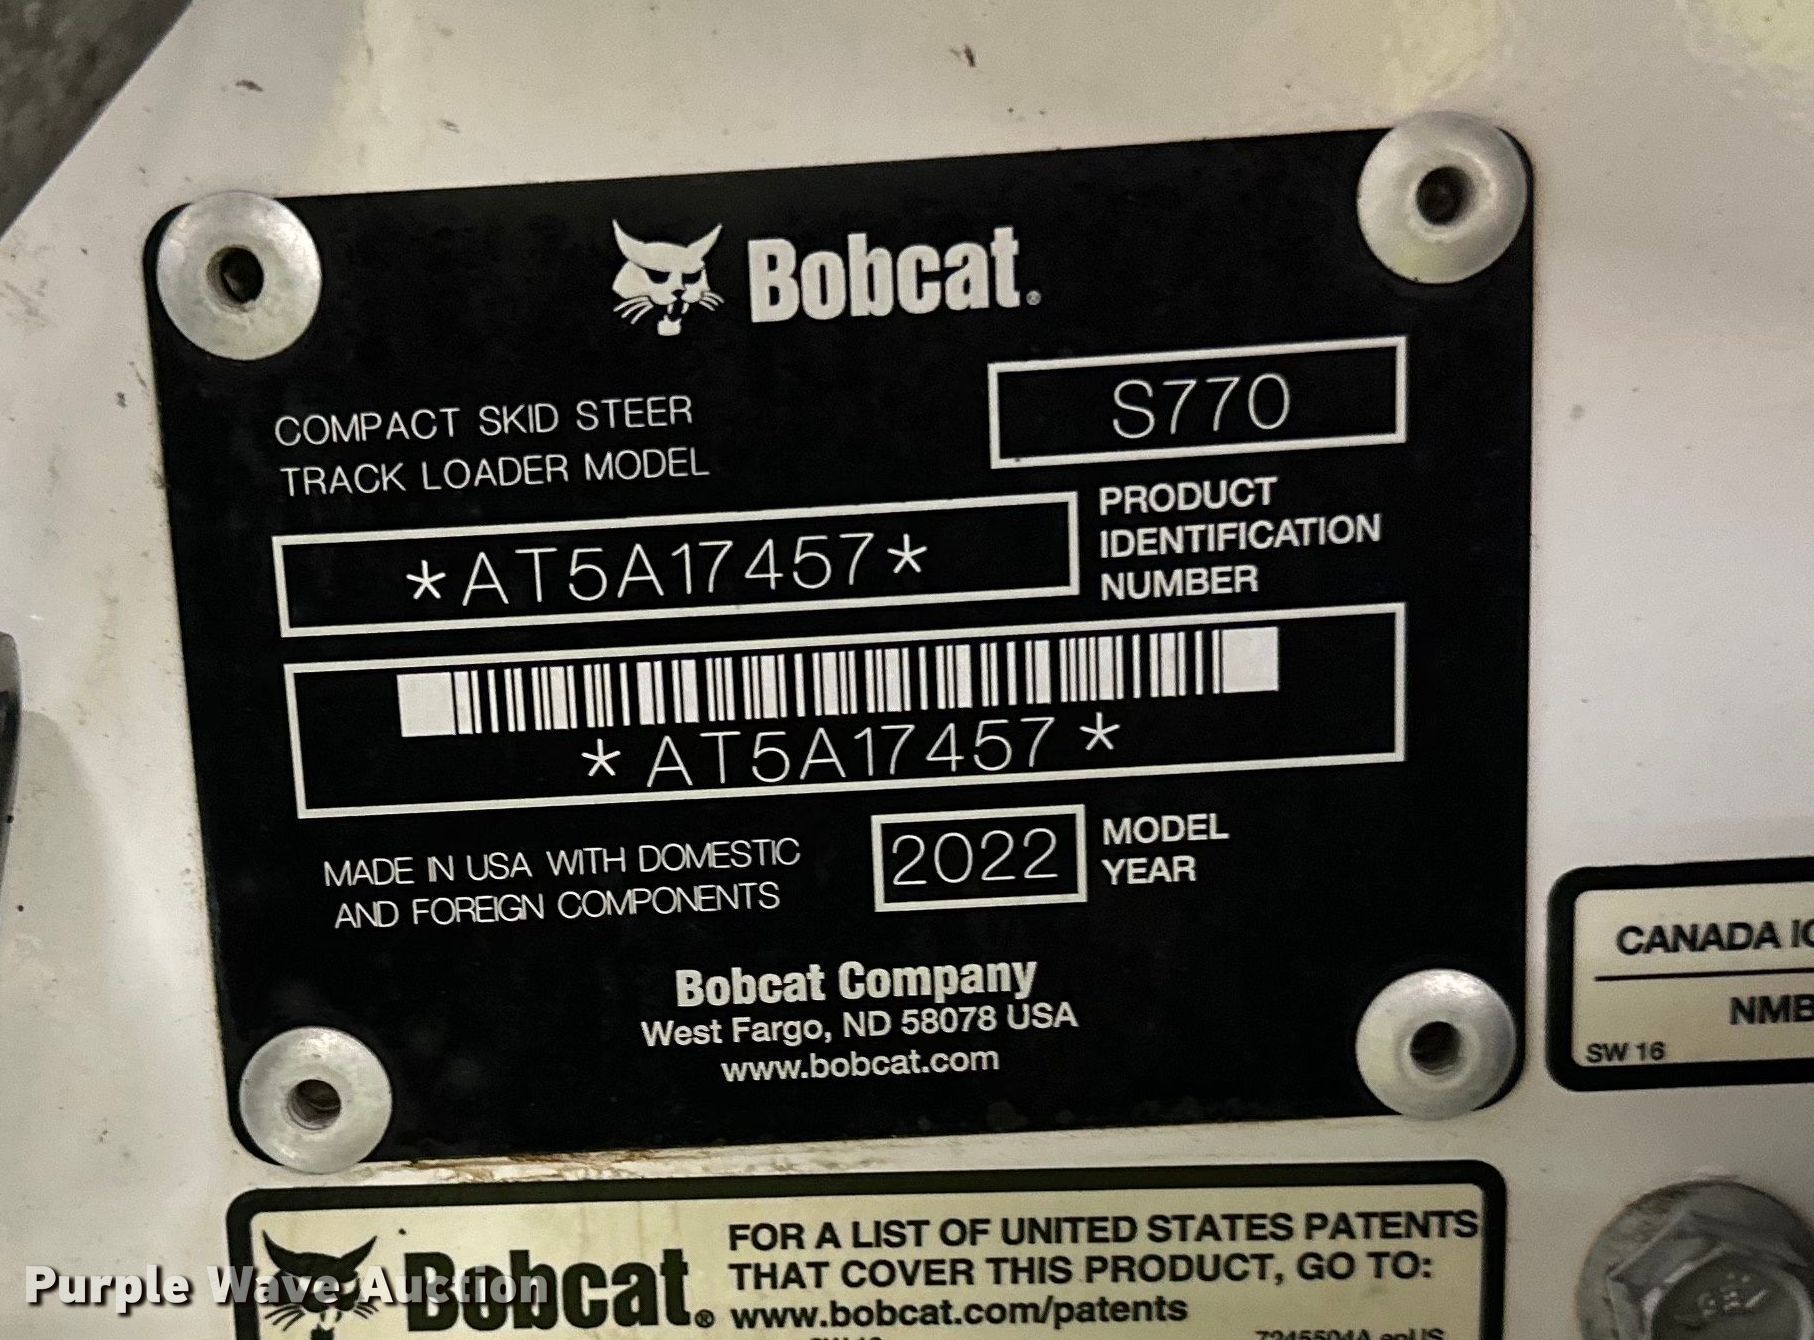 Bobcat®
COMPACT SKID STEER
TRACK LOADER MODEL
S770
*AT5A17457*
PRODUCT
IDENTIFICATION
NUMBER
*AT5A17457*
MADE IN USA WITH DOMESTIC
AND FOREIGN COMPONENTS
2022
MODEL
YEAR
Bobcat Company
West Fargo, ND 58078 USA
www.bobcat.com
CANADA
NMB
SW 16
Bobcat®
FOR A LIST OF UNITED STATES PATENTS
THAT COVER THIS PRODUCT, GO TO:
www.bobcat.com/patents
Purple Wave Auction